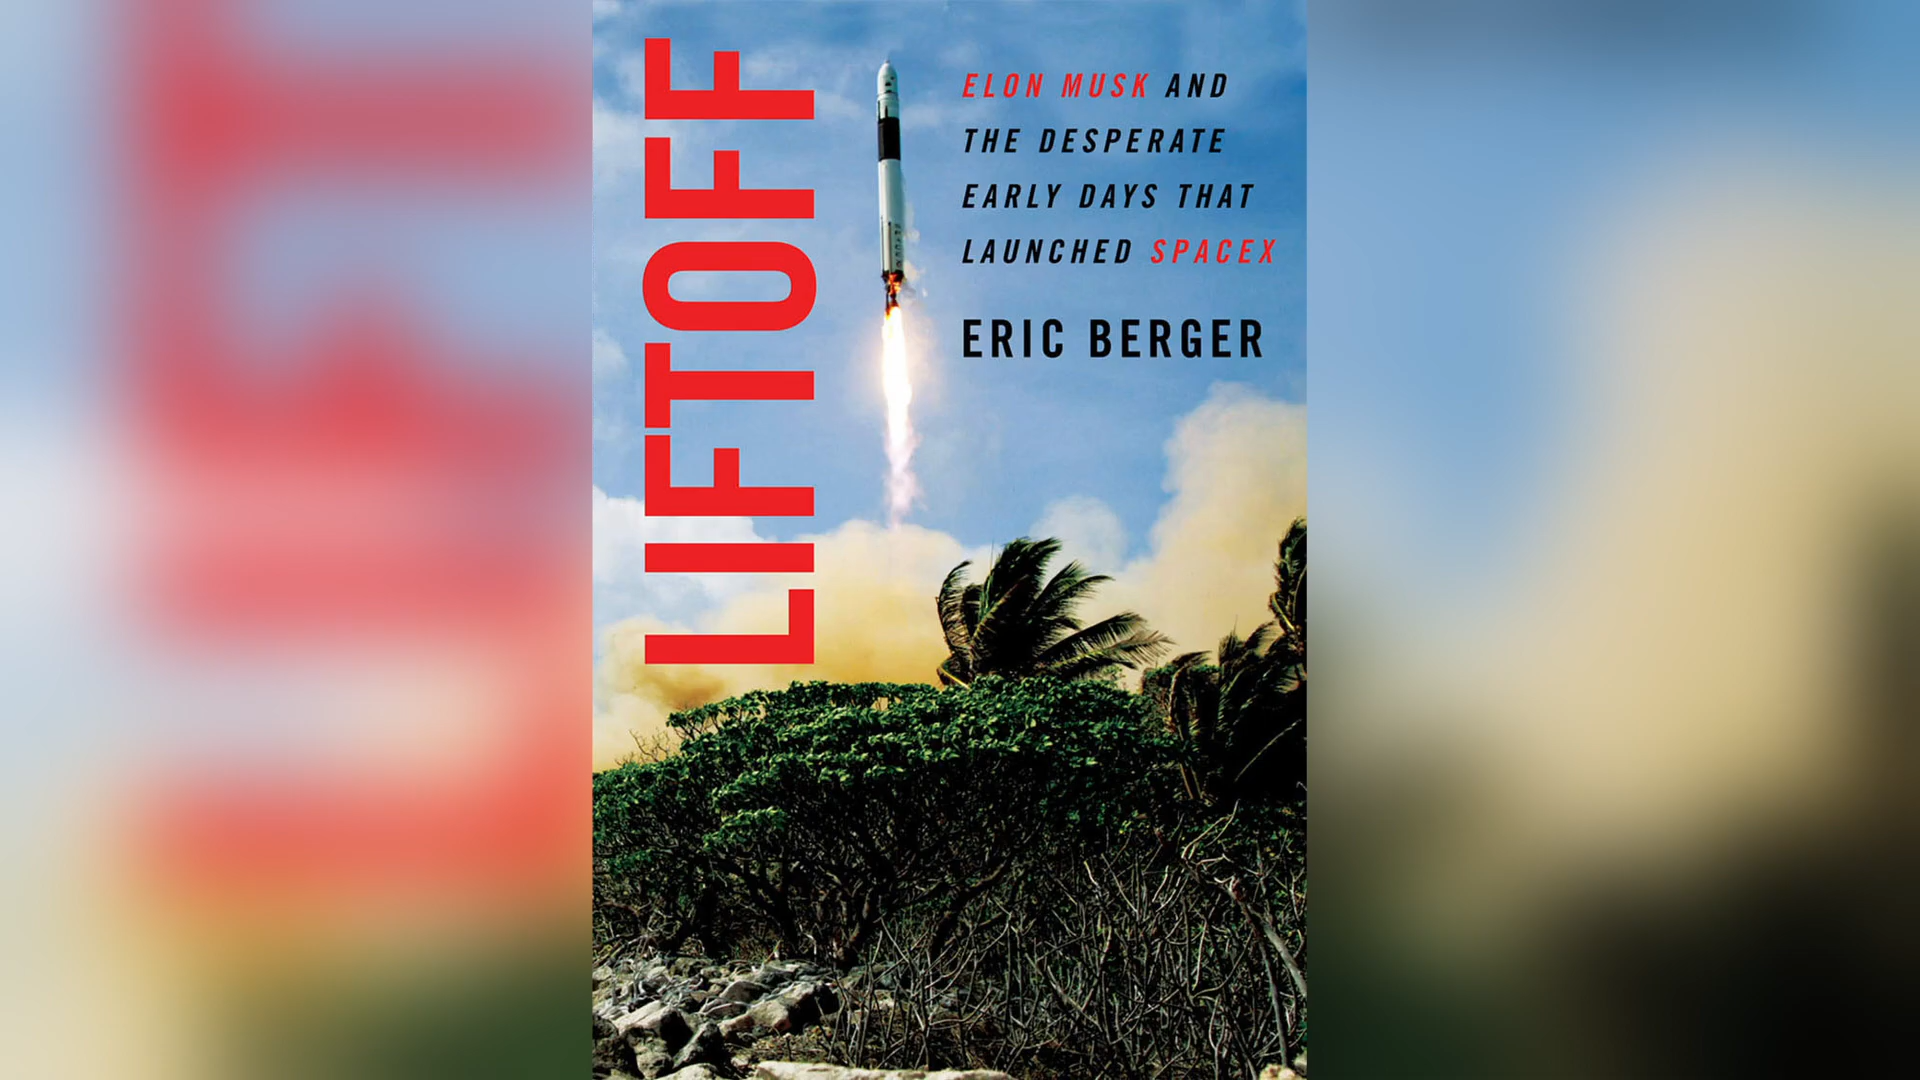 LIFTOFF
ELON MUSK AND
THE DESPERATE
EARLY DAYS THAT
LAUNCHED SPACEX
ERIC BERGER